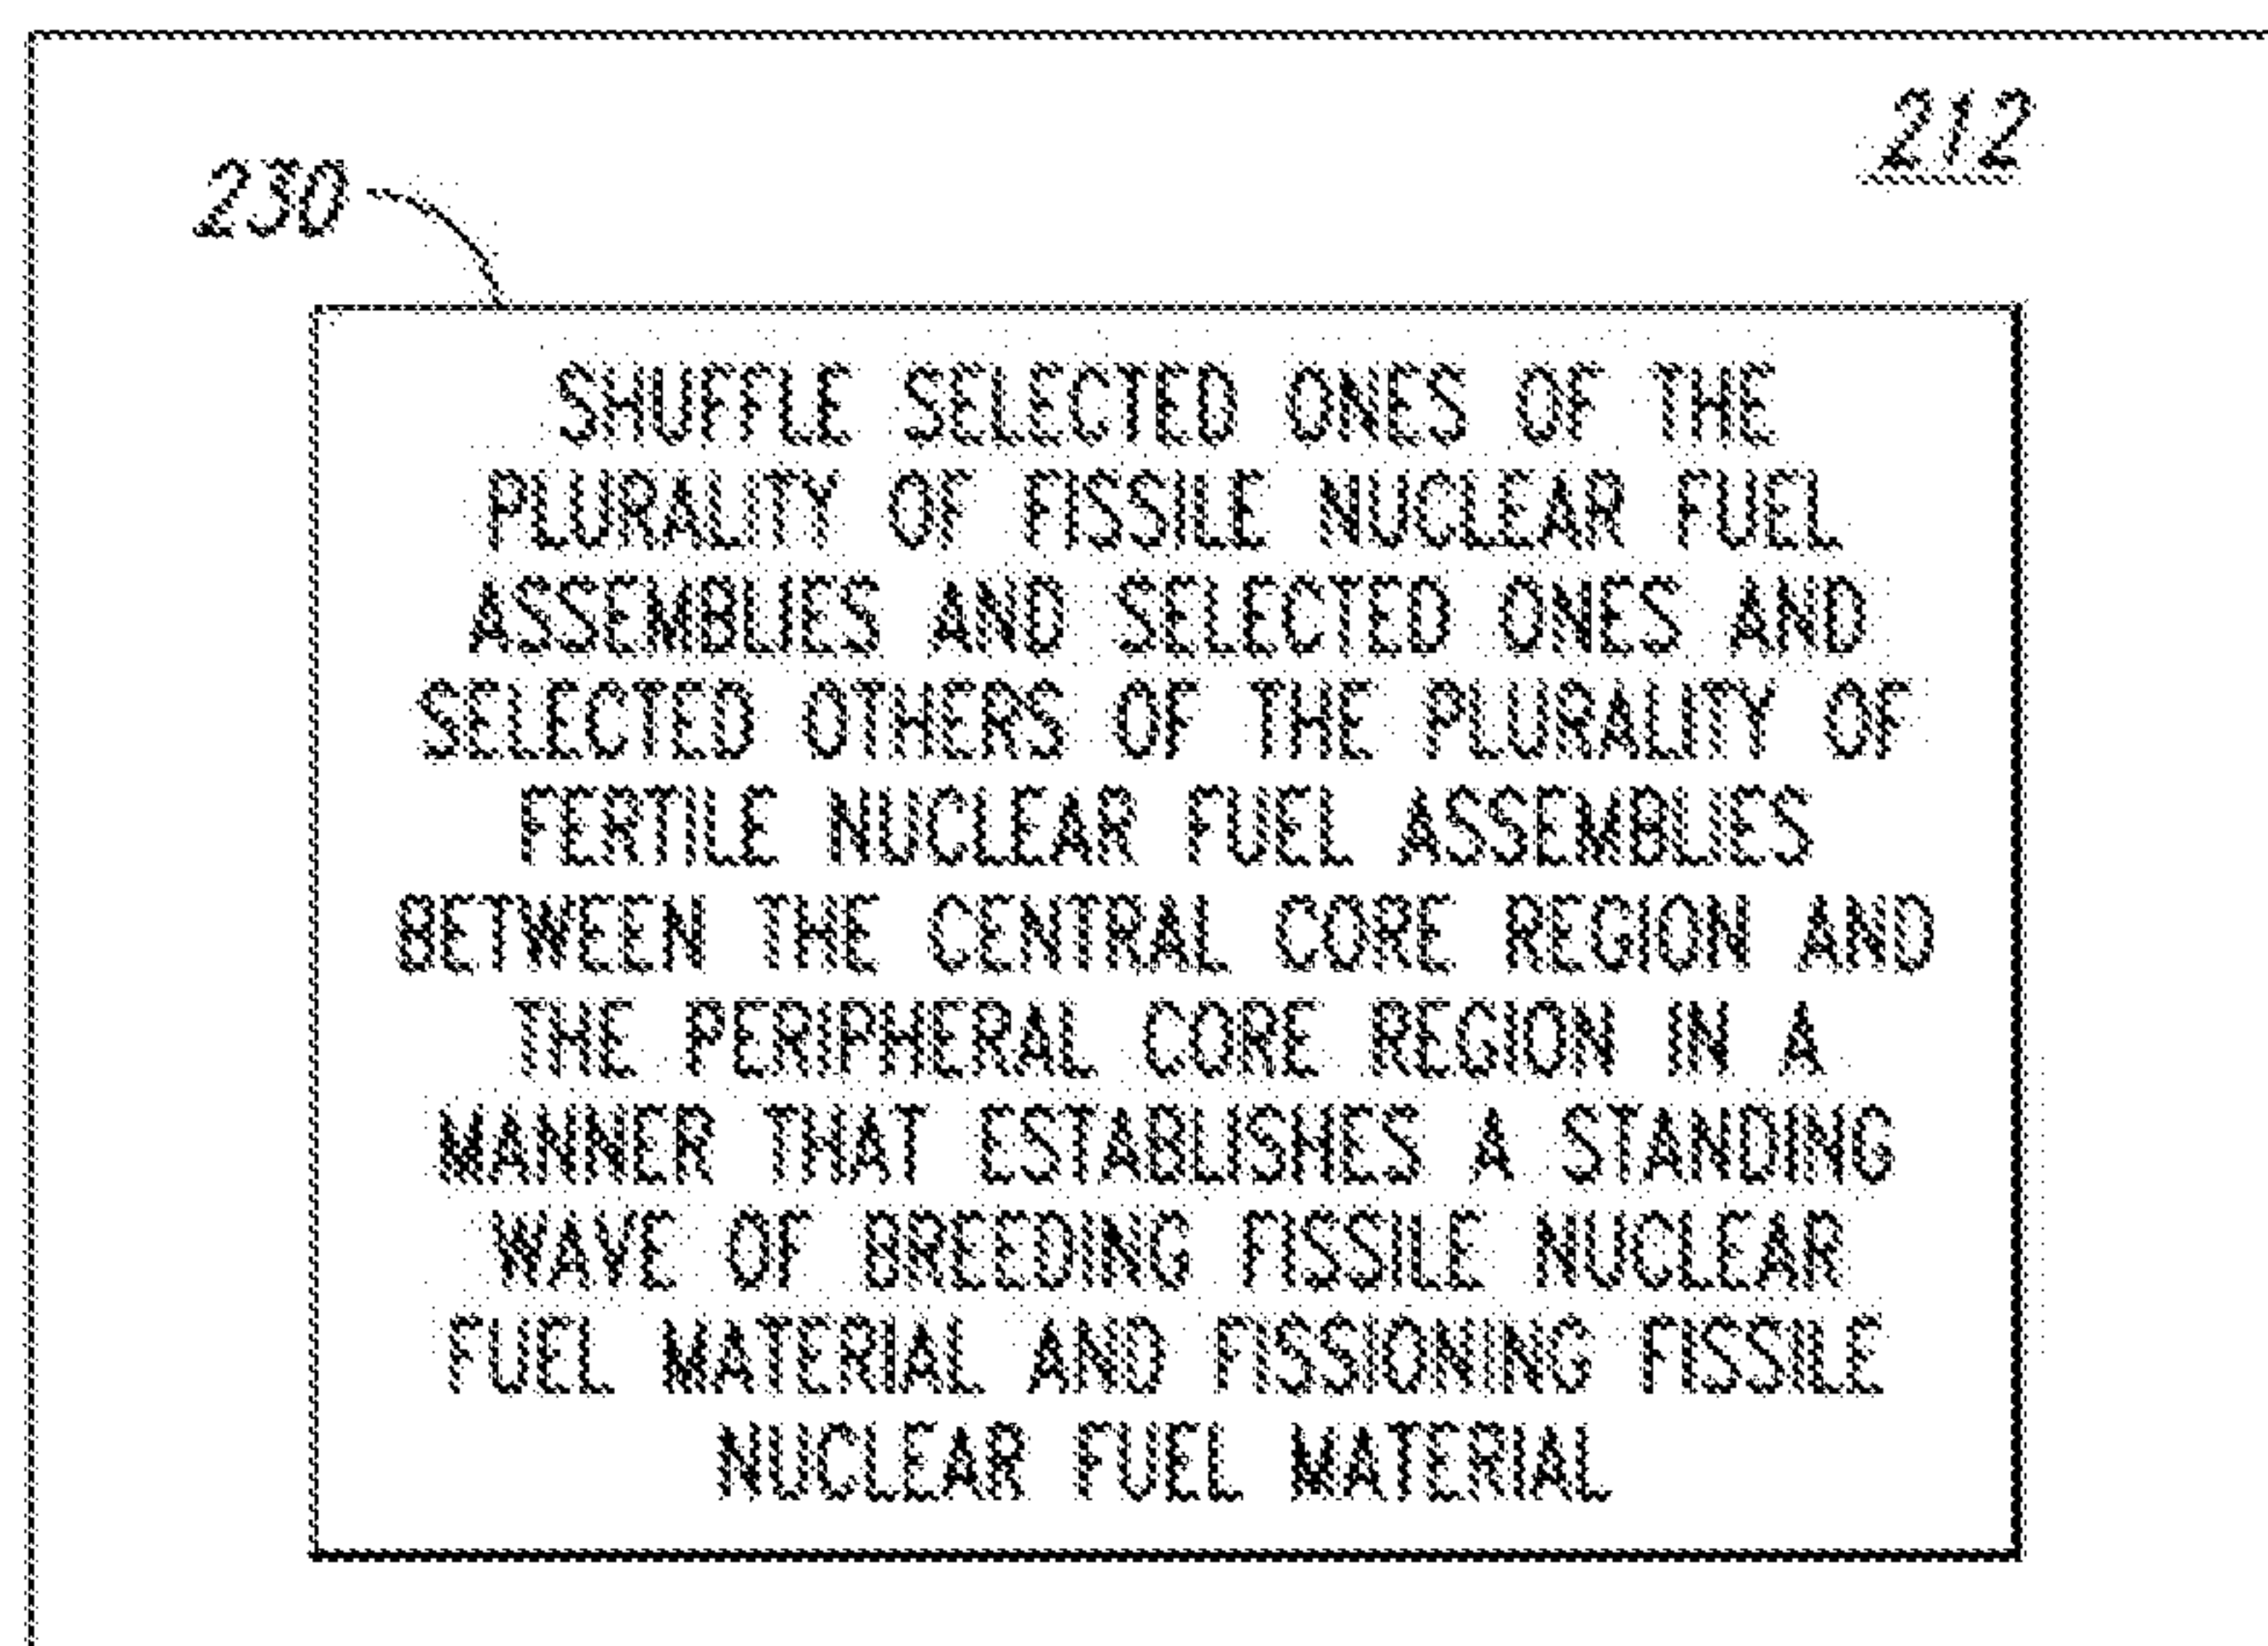 212
230
SHUFFLE SELECTED ONES OF THE
PLURALITY OF FISSILE NUCLEAR FUEL
ASSEMBLIES AND SELECTED ONES AND
SELECTED OTHERS OF THE PLURALITY OF
FERTILE NUCLEAR FUEL ASSEMBLIES
BETWEEN THE CENTRAL CORE REGION AND
THE PERIPHERAL CORE REGION IN A
MANNER THAT ESTABLISHES A STANDING
WAVE OF BREEDING FISSILE NUCLEAR
FUEL MATERIAL AND FISSIONING FISSILE
NUCLEAR FUEL MATERIAL